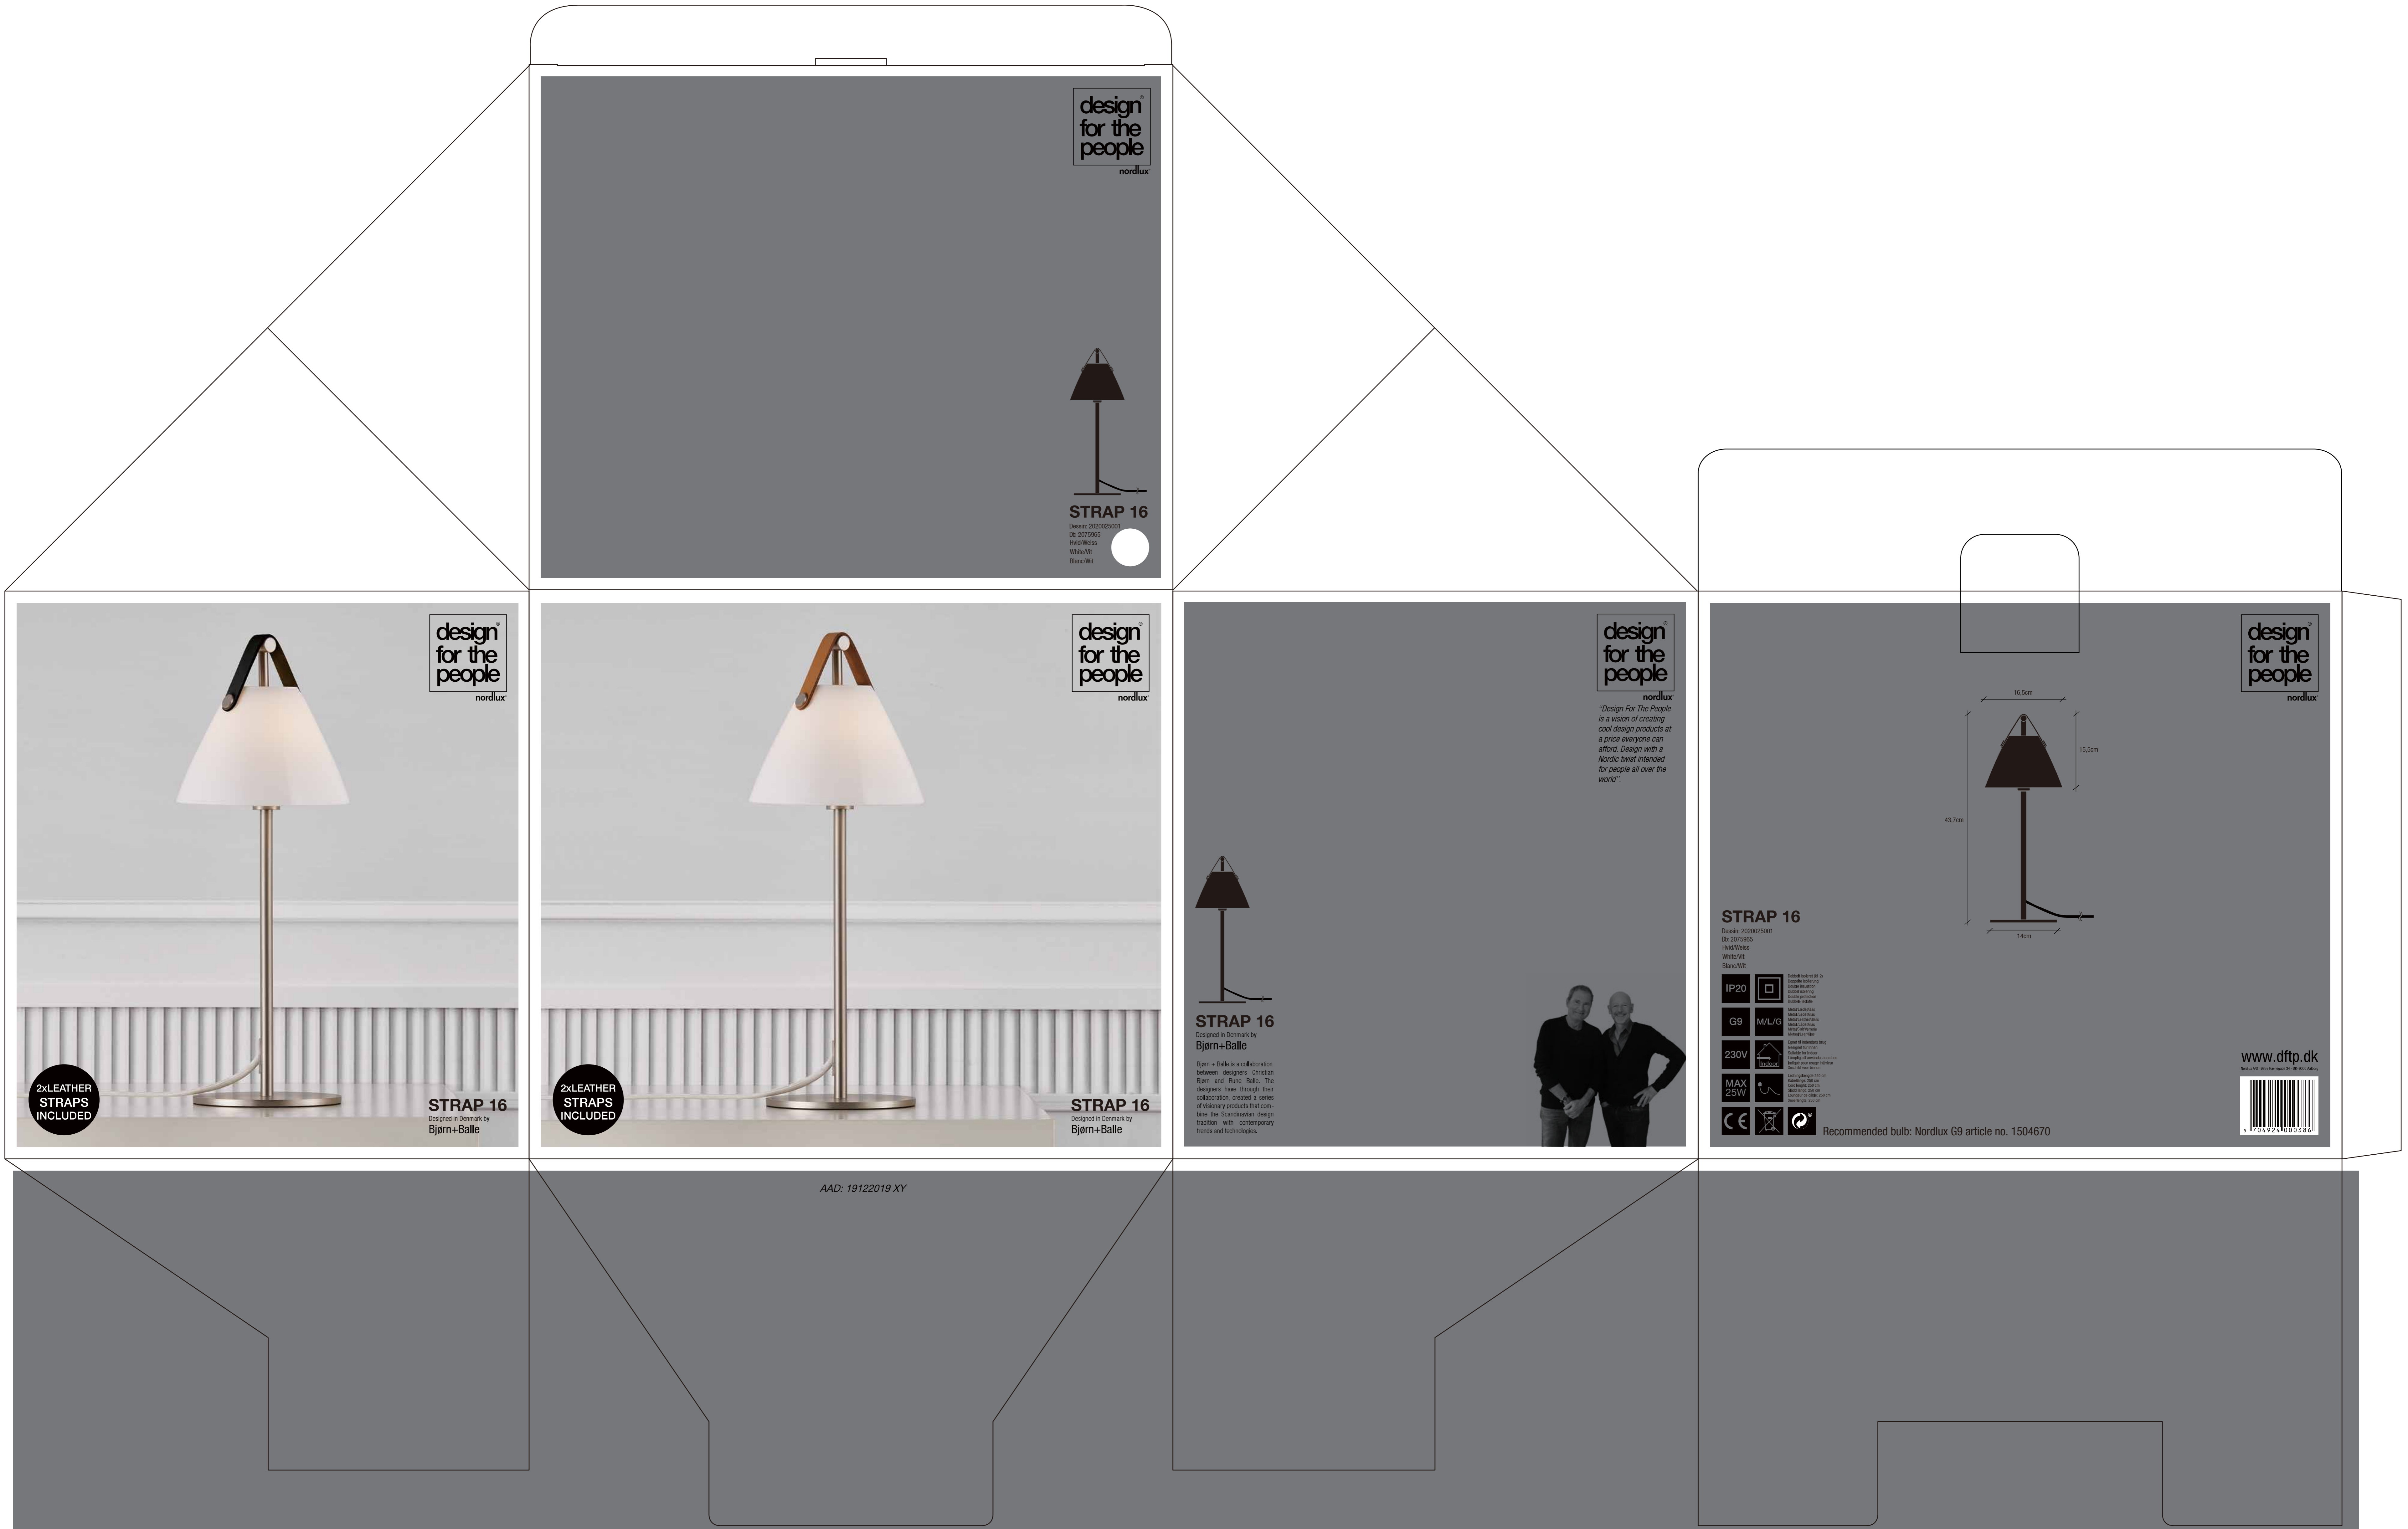 design®
for the
people
nordlux
STRAP 16
Dessin: 2020025001
Db: 2075965
Hvid/Weiss
White/Vit
Blanc/Wit
design®
for the
people
nordlux
2xLEATHER
STRAPS
INCLUDED
STRAP 16
Designed in Denmark by
Bjørn+Balle
design®
for the
people
nordlux
2xLEATHER
STRAPS
INCLUDED
STRAP 16
Designed in Denmark by
Bjørn+Balle
design®
for the
people
nordlux
"Design For The People
is a vision of creating
cool design products at
a price everyone can
afford. Design with a
Nordic twist intended
for people all over the
world".
STRAP 16
Designed in Denmark by
Bjørn+Balle
Bjørn + Balle is a collaboration
between designers Christian
Bjørn and Rune Balle. The
designers have through their
collaboration, created a series
of visionary products that com-
bine the Scandinavian design
tradition with contemporary
trends and technologies.
design®
for the
people
nordlux
16,5cm
15,5cm
43,7cm
14cm
STRAP 16
Dessin: 2020025001
Db: 2075965
Hvid/Weiss
White/Vit
Blanc/Wit
IP20
G9
M/L/G
230V
Indoor
MAX
25W
CE
Recommended bulb: Nordlux G9 article no. 1504670
www.dftp.dk
5 704924 000386
AAD: 19122019 XY